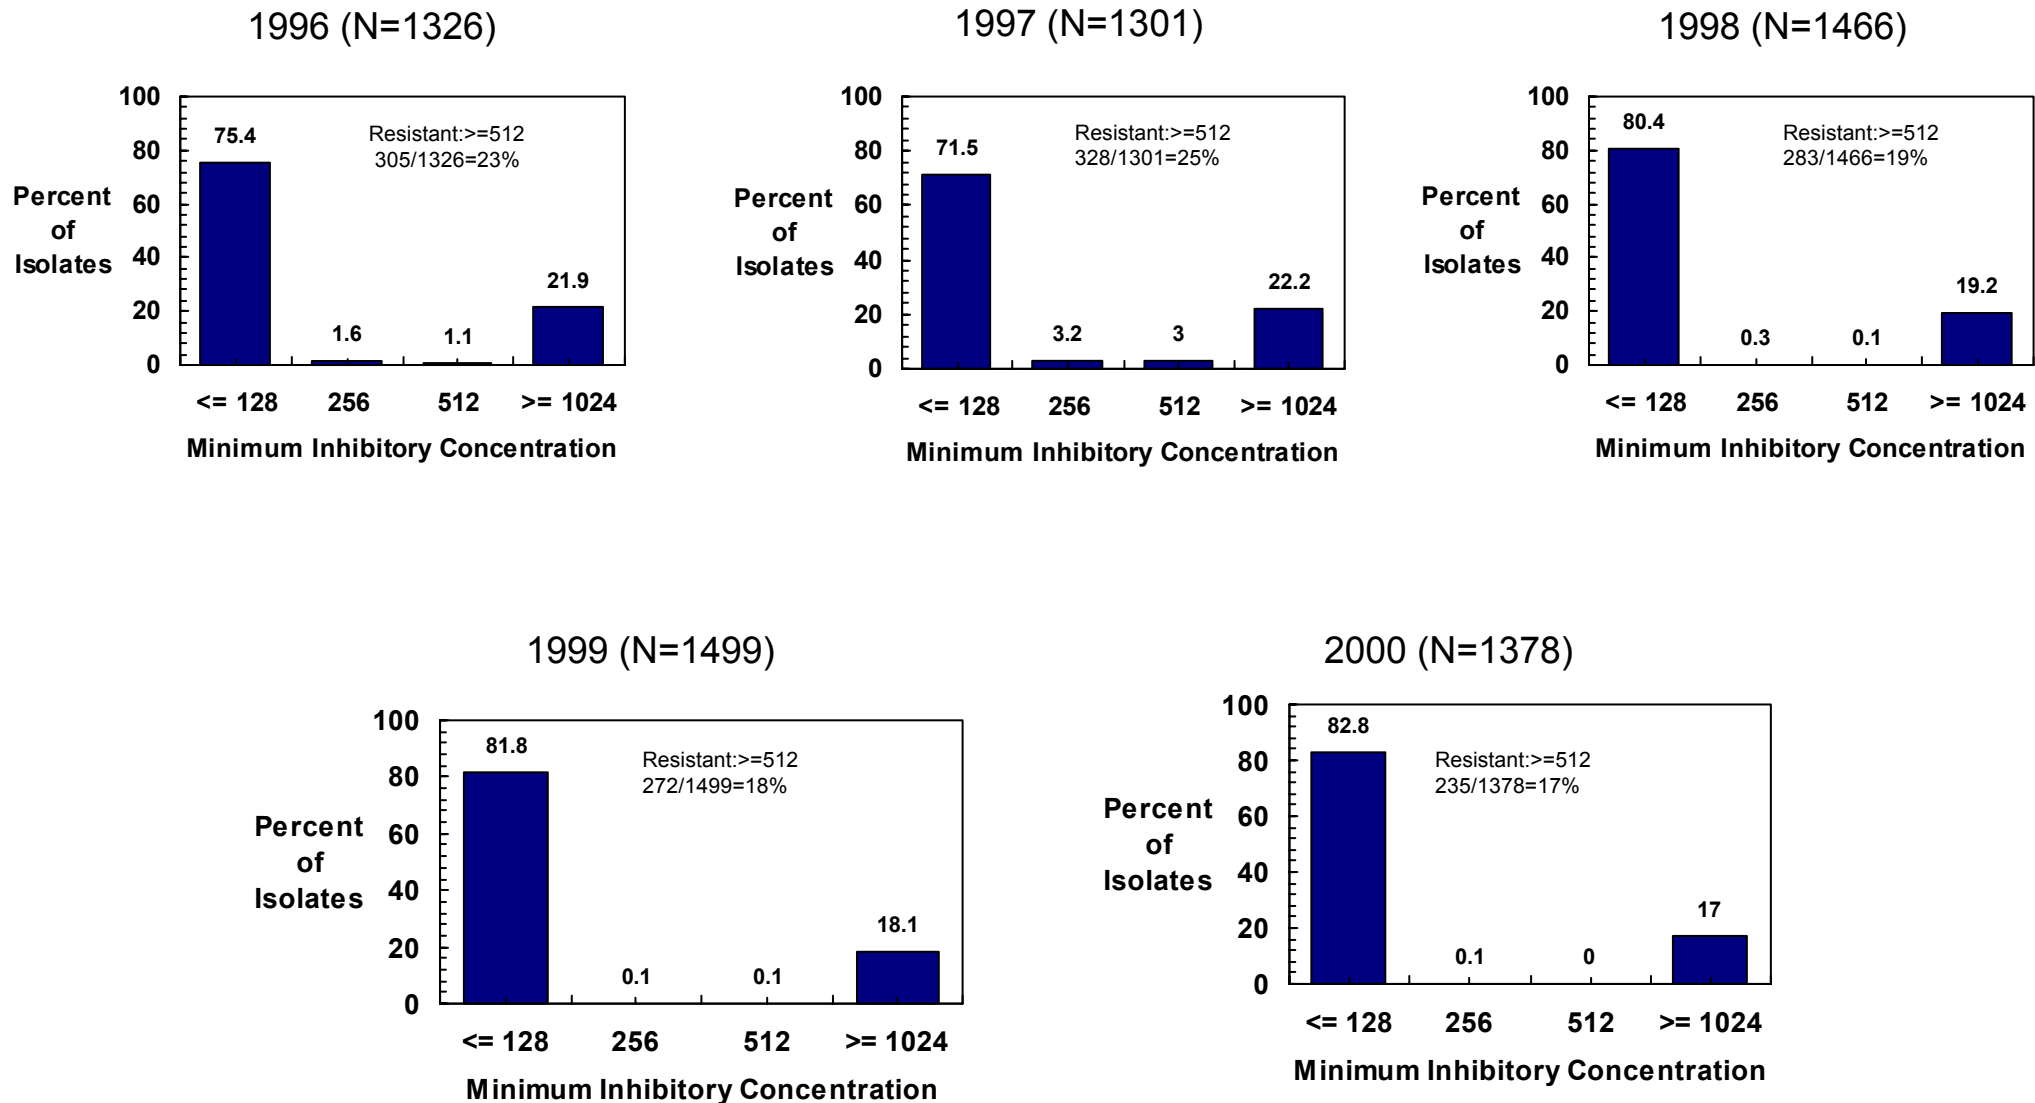 1996 (N=1326)
100
80
60
40
20
0
Percent
of
Isolates
75.4
1.6
1.1
21.9
Resistant:>=512
305/1326=23%
<= 128 256 512 >= 1024
Minimum Inhibitory Concentration
1997 (N=1301)
100
80
60
40
20
0
Percent
of
Isolates
71.5
3.2
3
22.2
Resistant:>=512
328/1301=25%
<= 128 256 512 >= 1024
Minimum Inhibitory Concentration
1998 (N=1466)
100
80
60
40
20
0
Percent
of
Isolates
80.4
0.3
0.1
19.2
Resistant:>=512
283/1466=19%
<= 128 256 512 >= 1024
Minimum Inhibitory Concentration
1999 (N=1499)
100
80
60
40
20
0
Percent
of
Isolates
81.8
0.1
0.1
18.1
Resistant:>=512
272/1499=18%
<= 128 256 512 >= 1024
Minimum Inhibitory Concentration
2000 (N=1378)
100
80
60
40
20
0
Percent
of
Isolates
82.8
0.1
0
17
Resistant:>=512
235/1378=17%
<= 128 256 512 >= 1024
Minimum Inhibitory Concentration